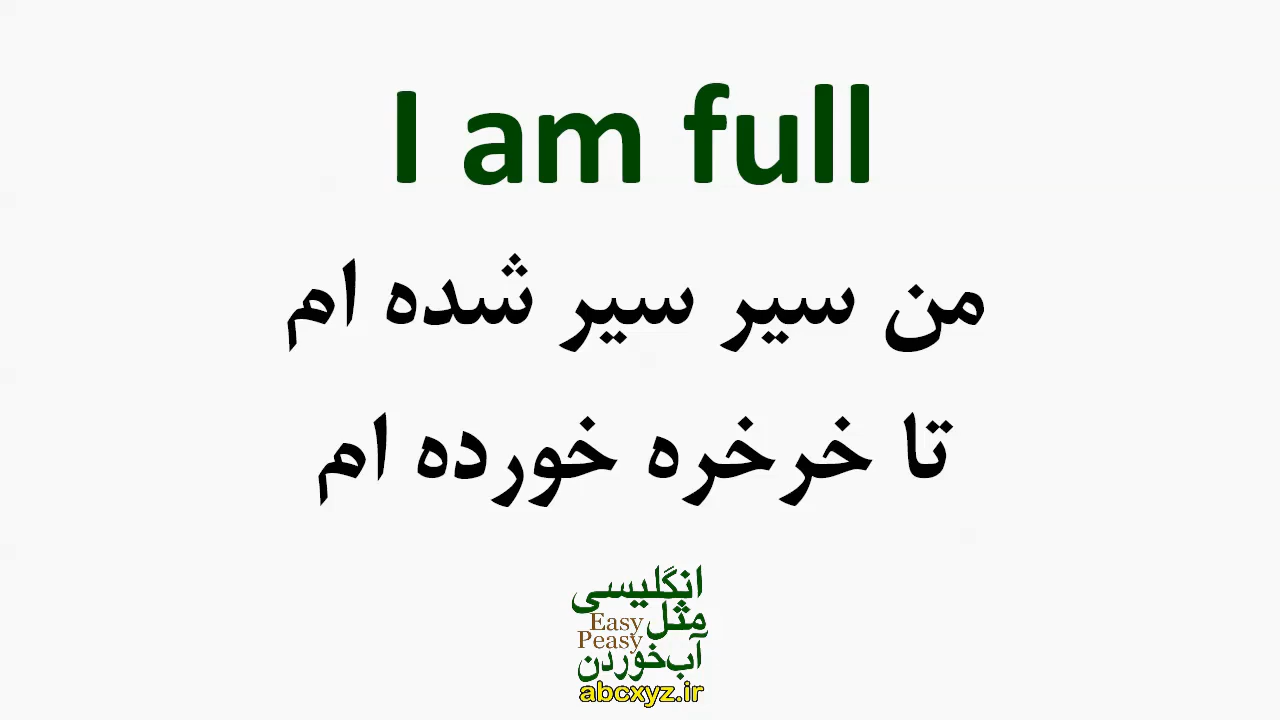 I am full
من سیر سیر شده ام
تا خرخره خورده ام
انگلیسی
مثل Easy
Peasy
آب‌خوردن
abcxyz.ir